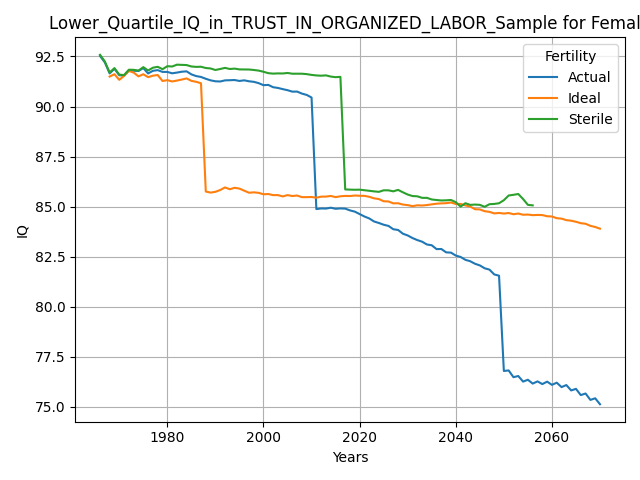 Lower_Quartile_IQ_in_TRUST_IN_ORGANIZED_LABOR_Sample for Femal
92.5
90.0
87.5
85.0
82.5
80.0
77.5
75.0
IQ
Fertility
Actual
Ideal
Sterile
1980 2000 2020 2040 2060
Years